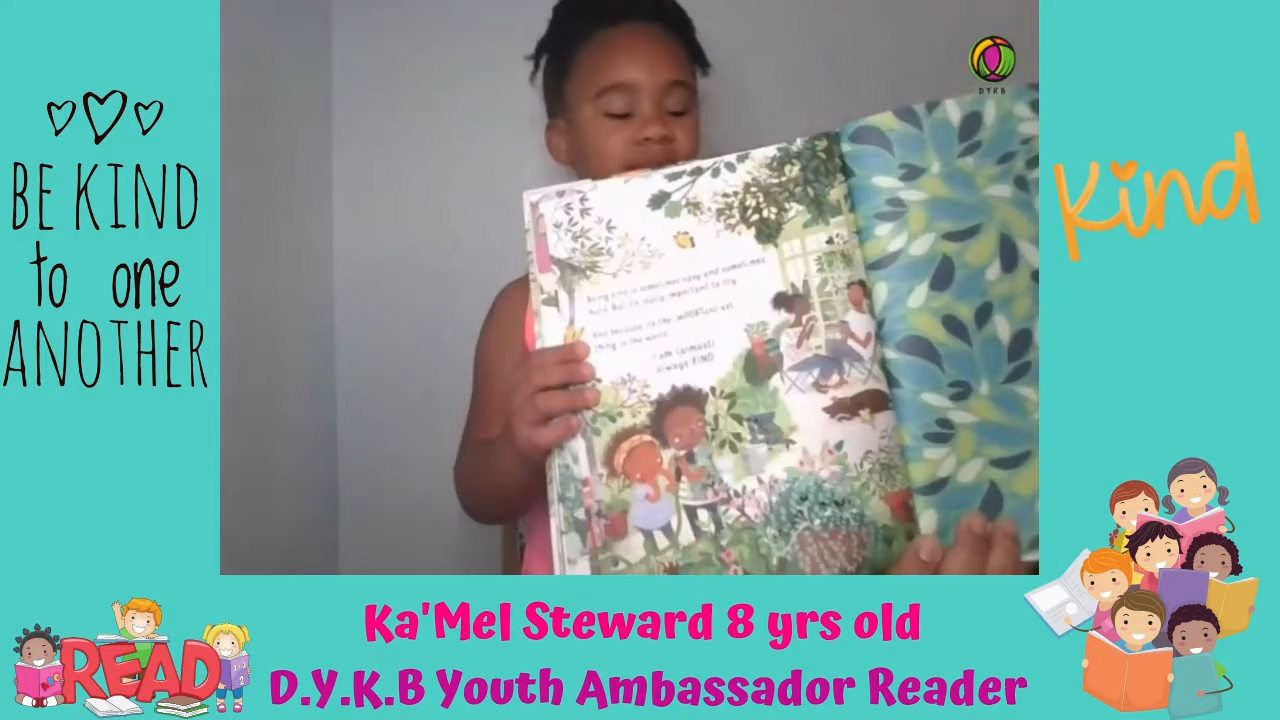 BE KIND
to one
ANOTHER
DYKB
Kind
Being kind is sometimes easy and sometimes
hard. But it's really important to try.
And because it's the imPORTant-est
thing in the world,
I am (almost)
always KIND
READ
Ka'Mel Steward 8 yrs old
D.Y.K.B Youth Ambassador Reader